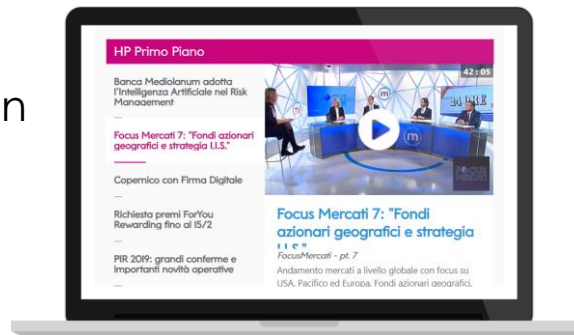 n
HP Primo Piano
Banca Mediolanum adotta
l'Intelligenza Artificiale nel Risk
Management
Focus Mercati 7: "Fondi azionari
geografici e strategia I.I.S."
Copernico con Firma Digitale
Richiesta premi ForYou
Rewarding fino al 15/2
PIR 2019: grandi conferme e
importanti novità operative
42:05
m
24 ORE
m
FOCUS
MERCATI
Focus Mercati 7: "Fondi
azionari geografici e strategia
I.I.S."
FocusMercati - pt. 7
Andamento mercati a livello globale con focus su
USA, Pacifico ed Europa. Fondi azionari geografici,